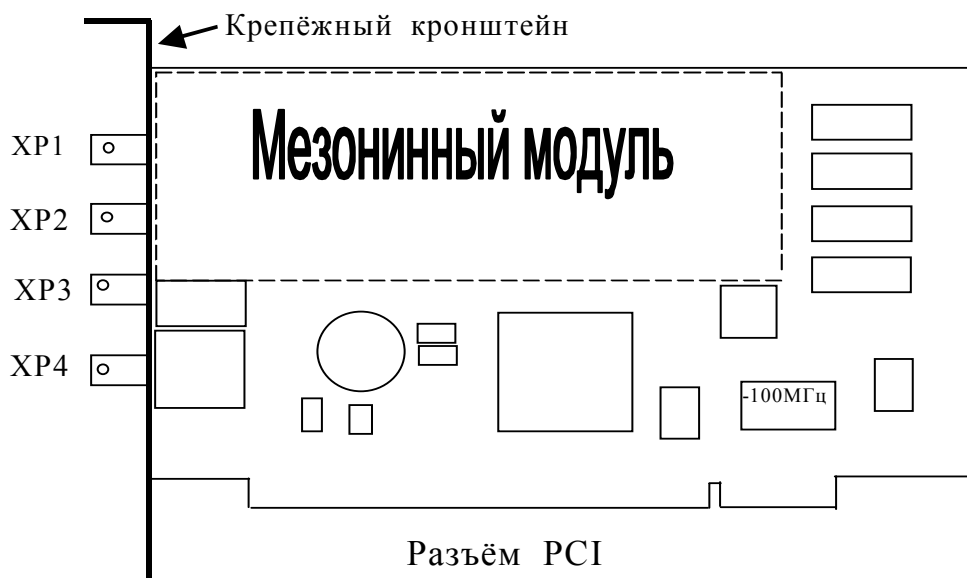 Крепёжный кронштейн
Мезонинный модуль
XP1
XP2
XP3
XP4
-100МГц
Разъём PCI